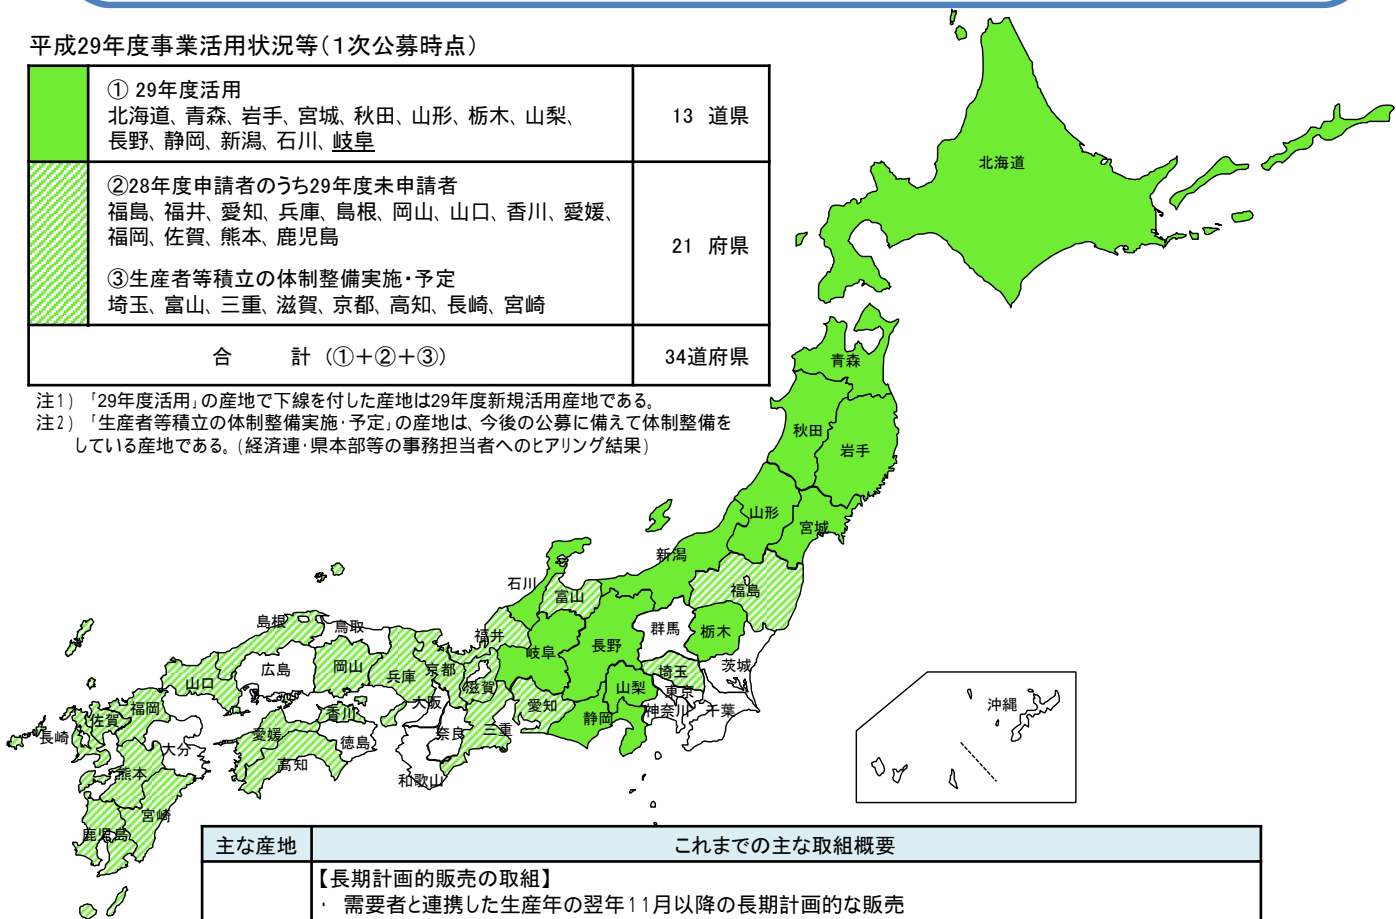 平成29年度事業活用状況等（1次公募時点）
① 29年度活用
北海道、青森、岩手、宮城、秋田、山形、栃木、山梨、
長野、静岡、新潟、石川、岐阜
13 道県
②28年度申請者のうち29年度未申請者
福島、福井、愛知、兵庫、島根、岡山、山口、香川、愛媛、
福岡、佐賀、熊本、鹿児島
③生産者等積立の体制整備実施・予定
埼玉、富山、三重、滋賀、京都、高知、長崎、宮崎
21 府県
合　　計（①＋②＋③）
34道府県
注1） 「29年度活用」の産地で下線を付した産地は29年度新規活用産地である。
注2） 「生産者等積立の体制整備実施・予定」の産地は、今後の公募に備えて体制整備を
している産地である。（経済連・県本部等の事務担当者へのヒアリング結果）
北海道
青森
秋田
岩手
山形
宮城
新潟
福島
石川
富山
群馬
栃木
島根
鳥取
福井
岐阜
長野
茨城
広島
岡山
兵庫
京都
滋賀
埼玉
山口
山梨
東京
福岡
佐賀
香川
大阪
愛知
静岡
神奈川
千葉
沖縄
長崎
大分
愛媛
徳島
奈良
三重
高知
和歌山
熊本
宮崎
鹿児島
主な産地
これまでの主な取組概要
【長期計画的販売の取組】
・ 需要者と連携した生産年の翌年11月以降の長期計画的な販売